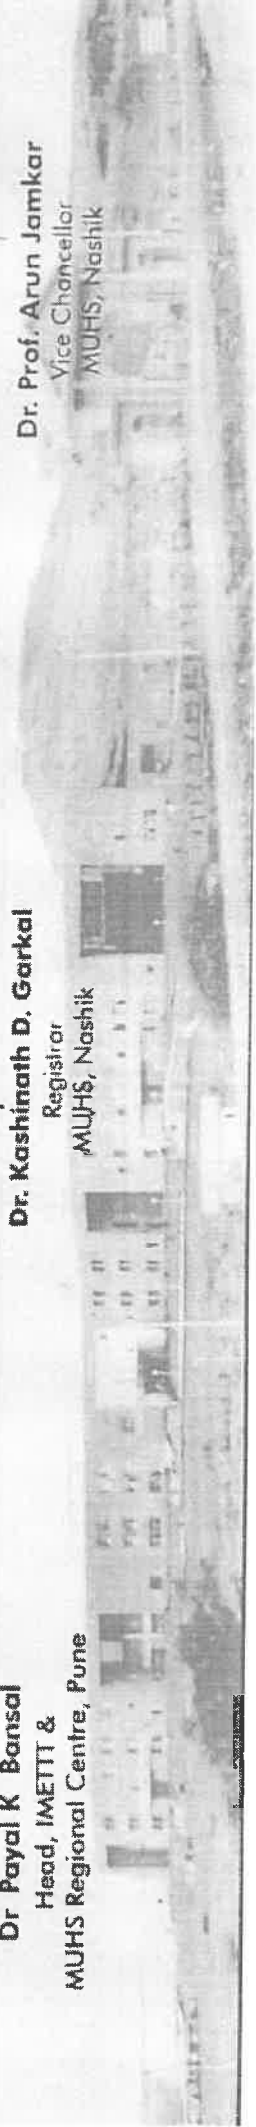 Dr Payal K Bansal
Head, IMETTT &
MUHS Regional Centre, Pune
Dr. Kashinath D. Garkal
Registrar
MUHS, Nashik
Dr. Prof. Arun Jamkar
Vice Chancellor
MUHS, Nashik